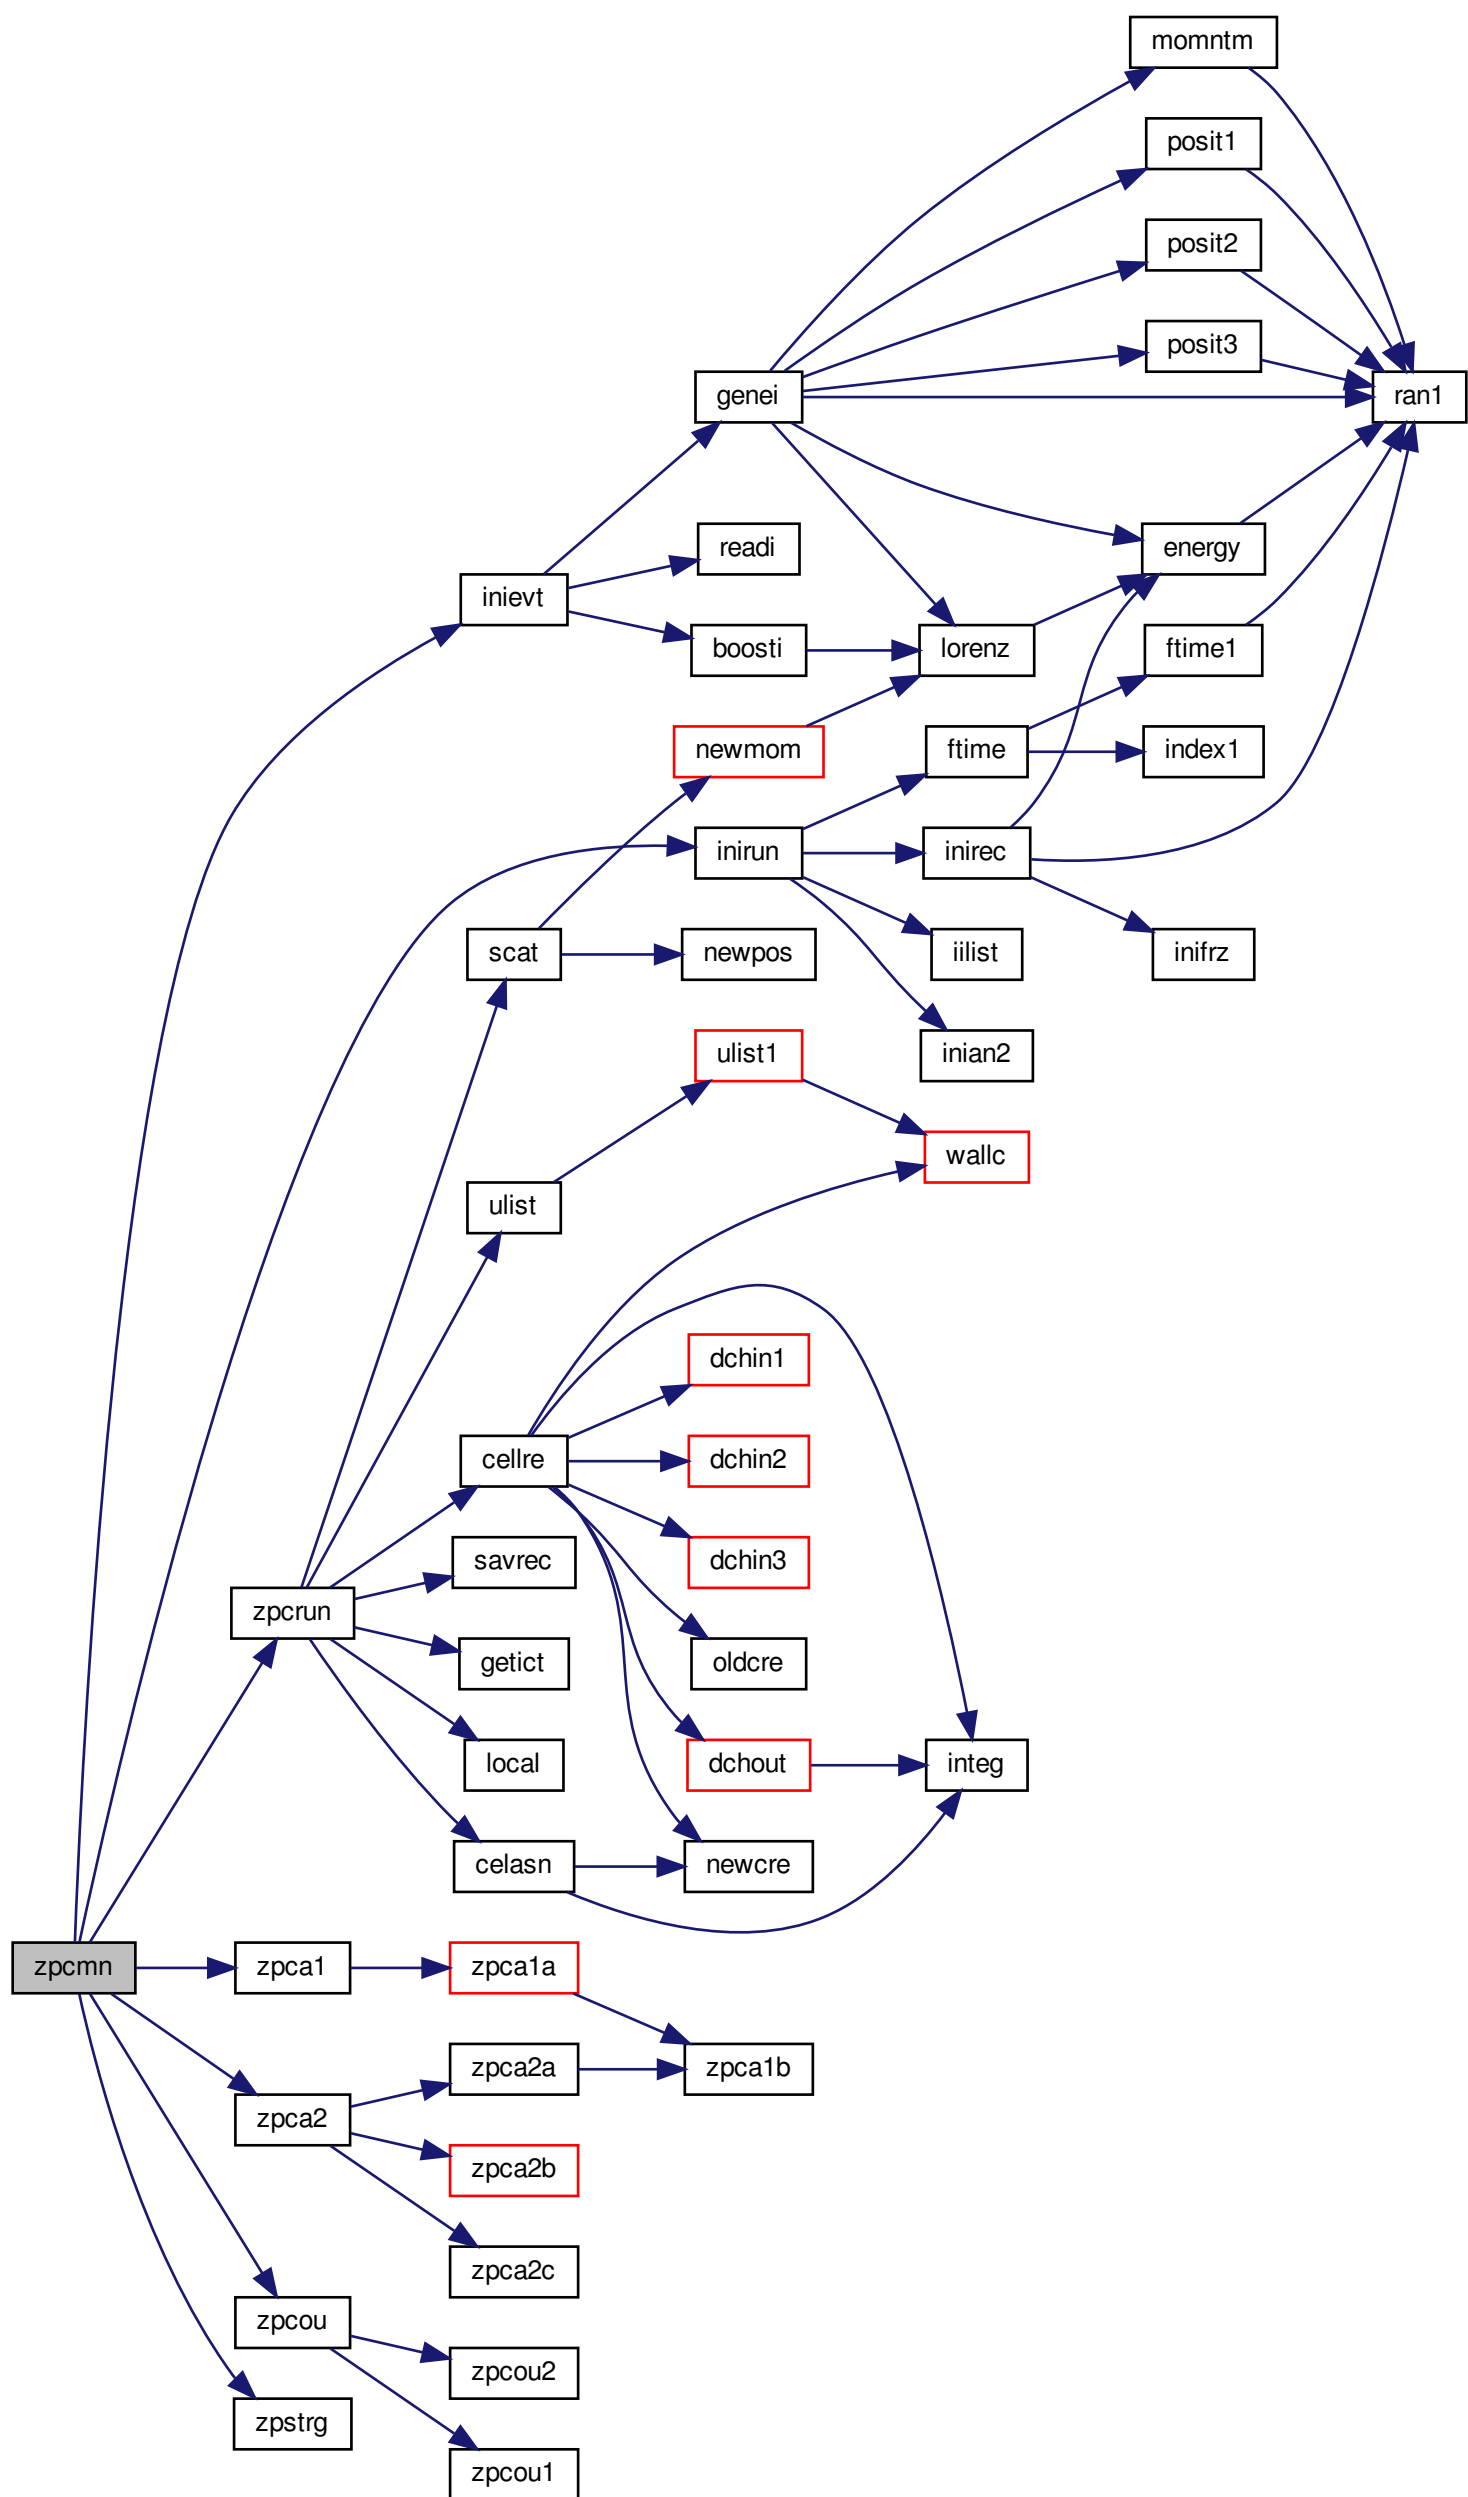 momntm
posit1
posit2
posit3
genei
ran1
readi
energy
inievt
boosti
lorenz
ftime1
newmom
ftime
index1
inirun
inirec
scat
newpos
iilist
inifrz
ulist1
inian2
wallc
ulist
dchin1
cellre
dchin2
savrec
dchin3
zpcrun
getict
oldcre
local
dchout
integ
celasn
newcre
zpcmn
zpca1
zpca1a
zpca2a
zpca1b
zpca2
zpca2b
zpca2c
zpcou
zpcou2
zpstrg
zpcou1